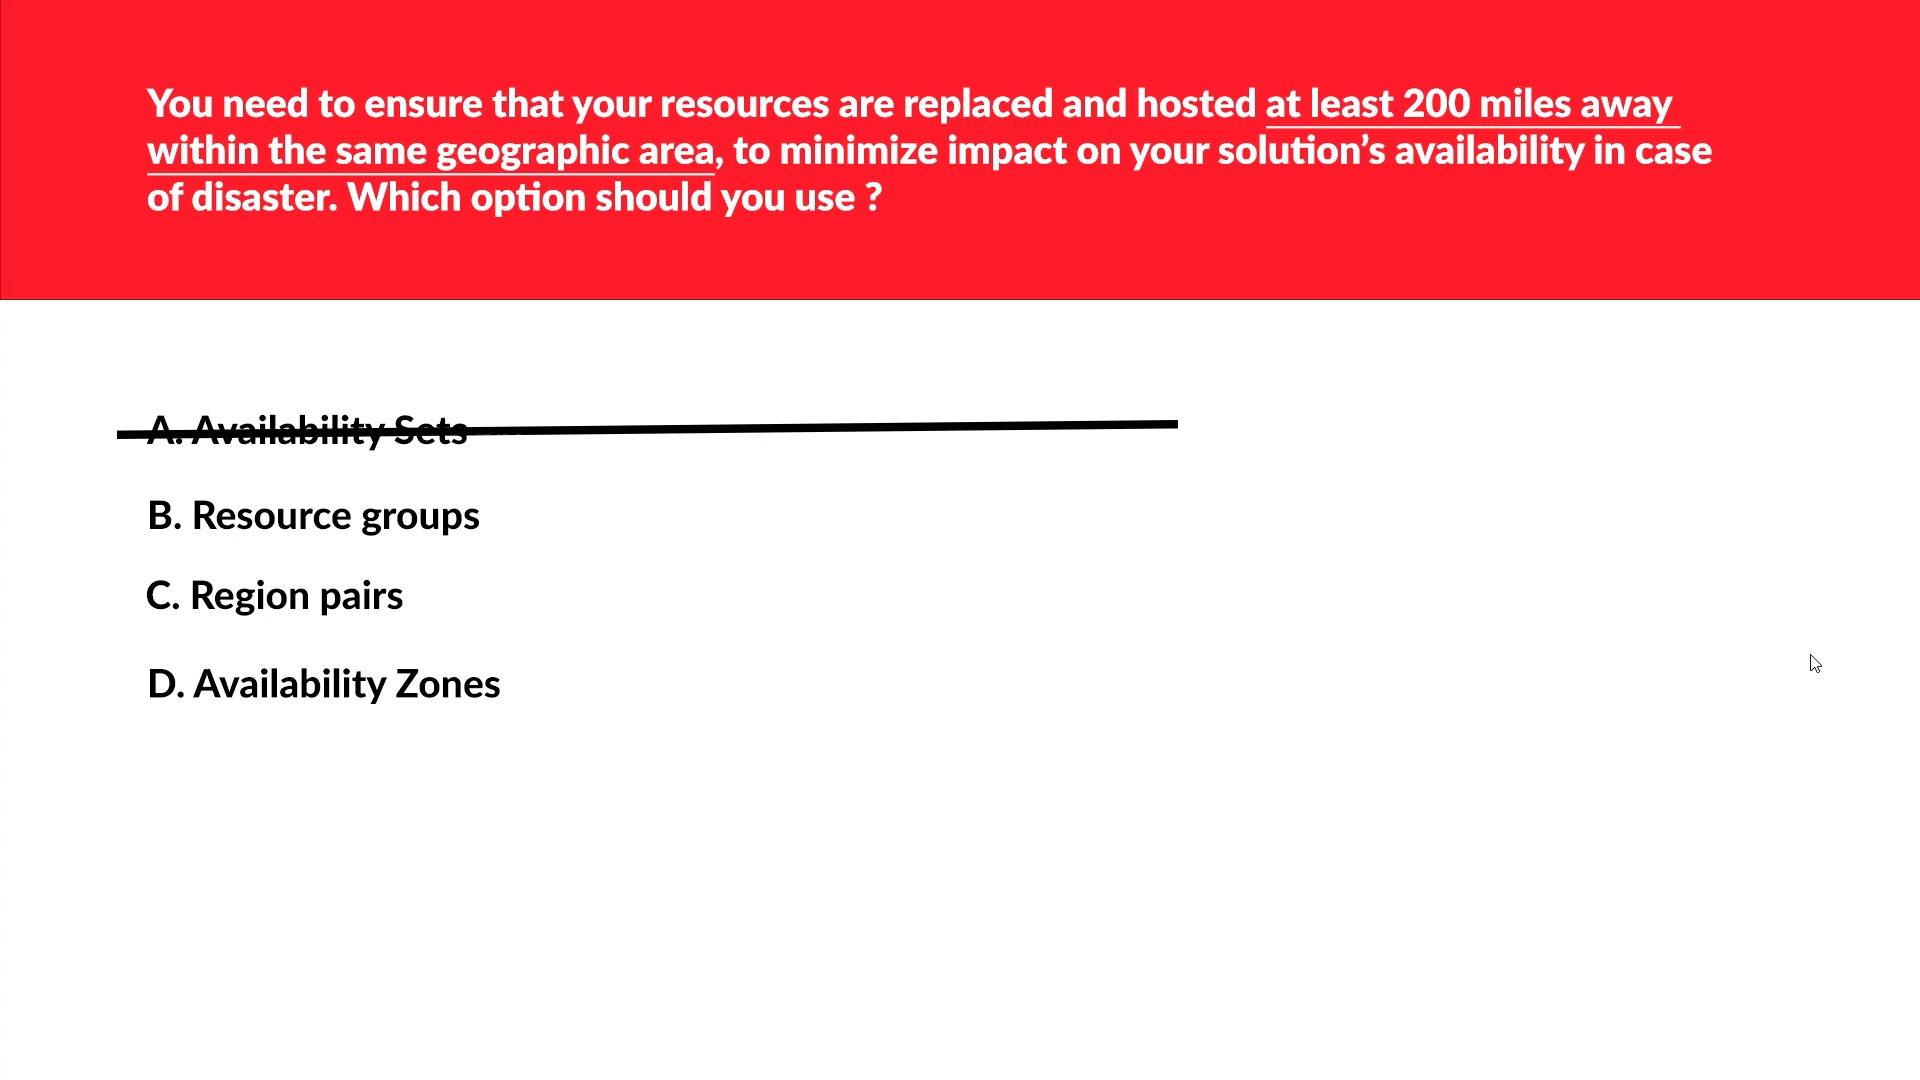 You need to ensure that your resources are replaced and hosted at least 200 miles away
within the same geographic area, to minimize impact on your solution’s availability in case
of disaster. Which option should you use ?
A. Availability Sets
B. Resource groups
C. Region pairs
D. Availability Zones